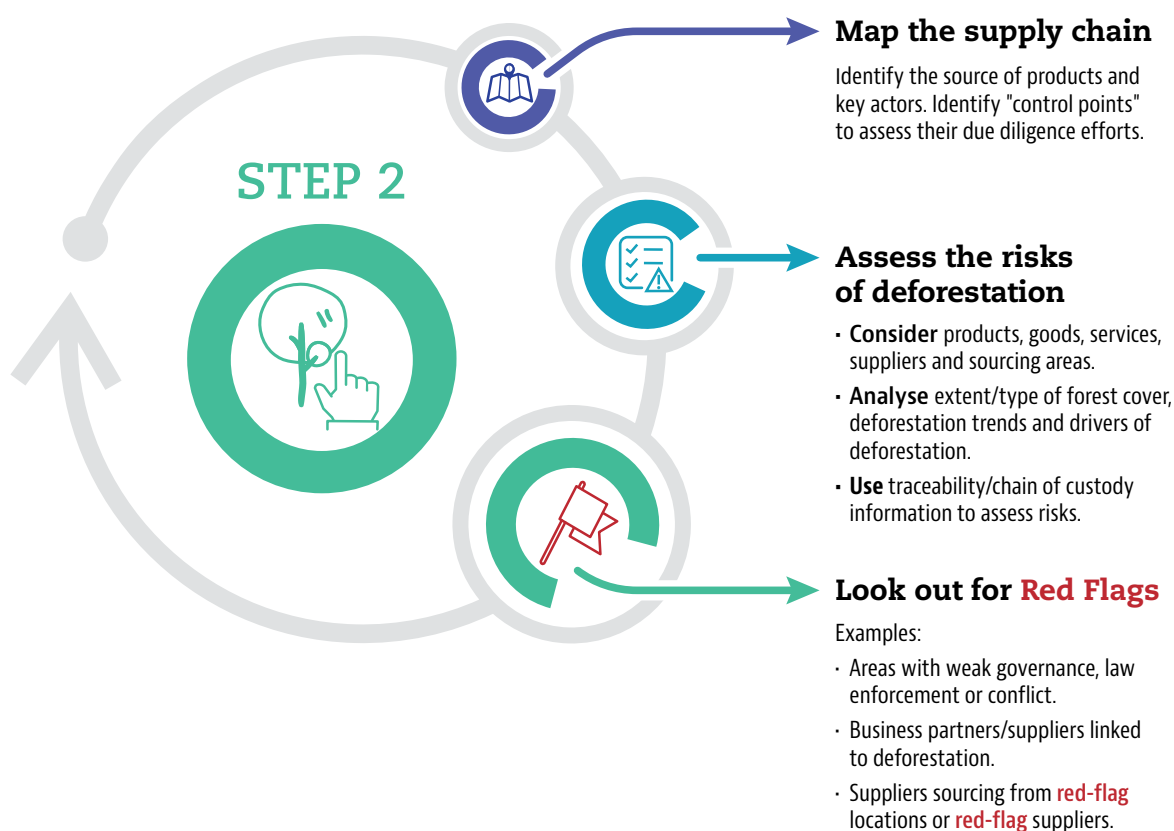 STEP 2
Map the supply chain
Identify the source of products and
key actors. Identify "control points"
to assess their due diligence efforts.
Assess the risks
of deforestation
· Consider products, goods, services,
suppliers and sourcing areas.
· Analyse extent/type of forest cover,
deforestation trends and drivers of
deforestation.
· Use traceability/chain of custody
information to assess risks.
Look out for Red Flags
Examples:
· Areas with weak governance, law
enforcement or conflict.
· Business partners/suppliers linked
to deforestation.
· Suppliers sourcing from red-flag
locations or red-flag suppliers.